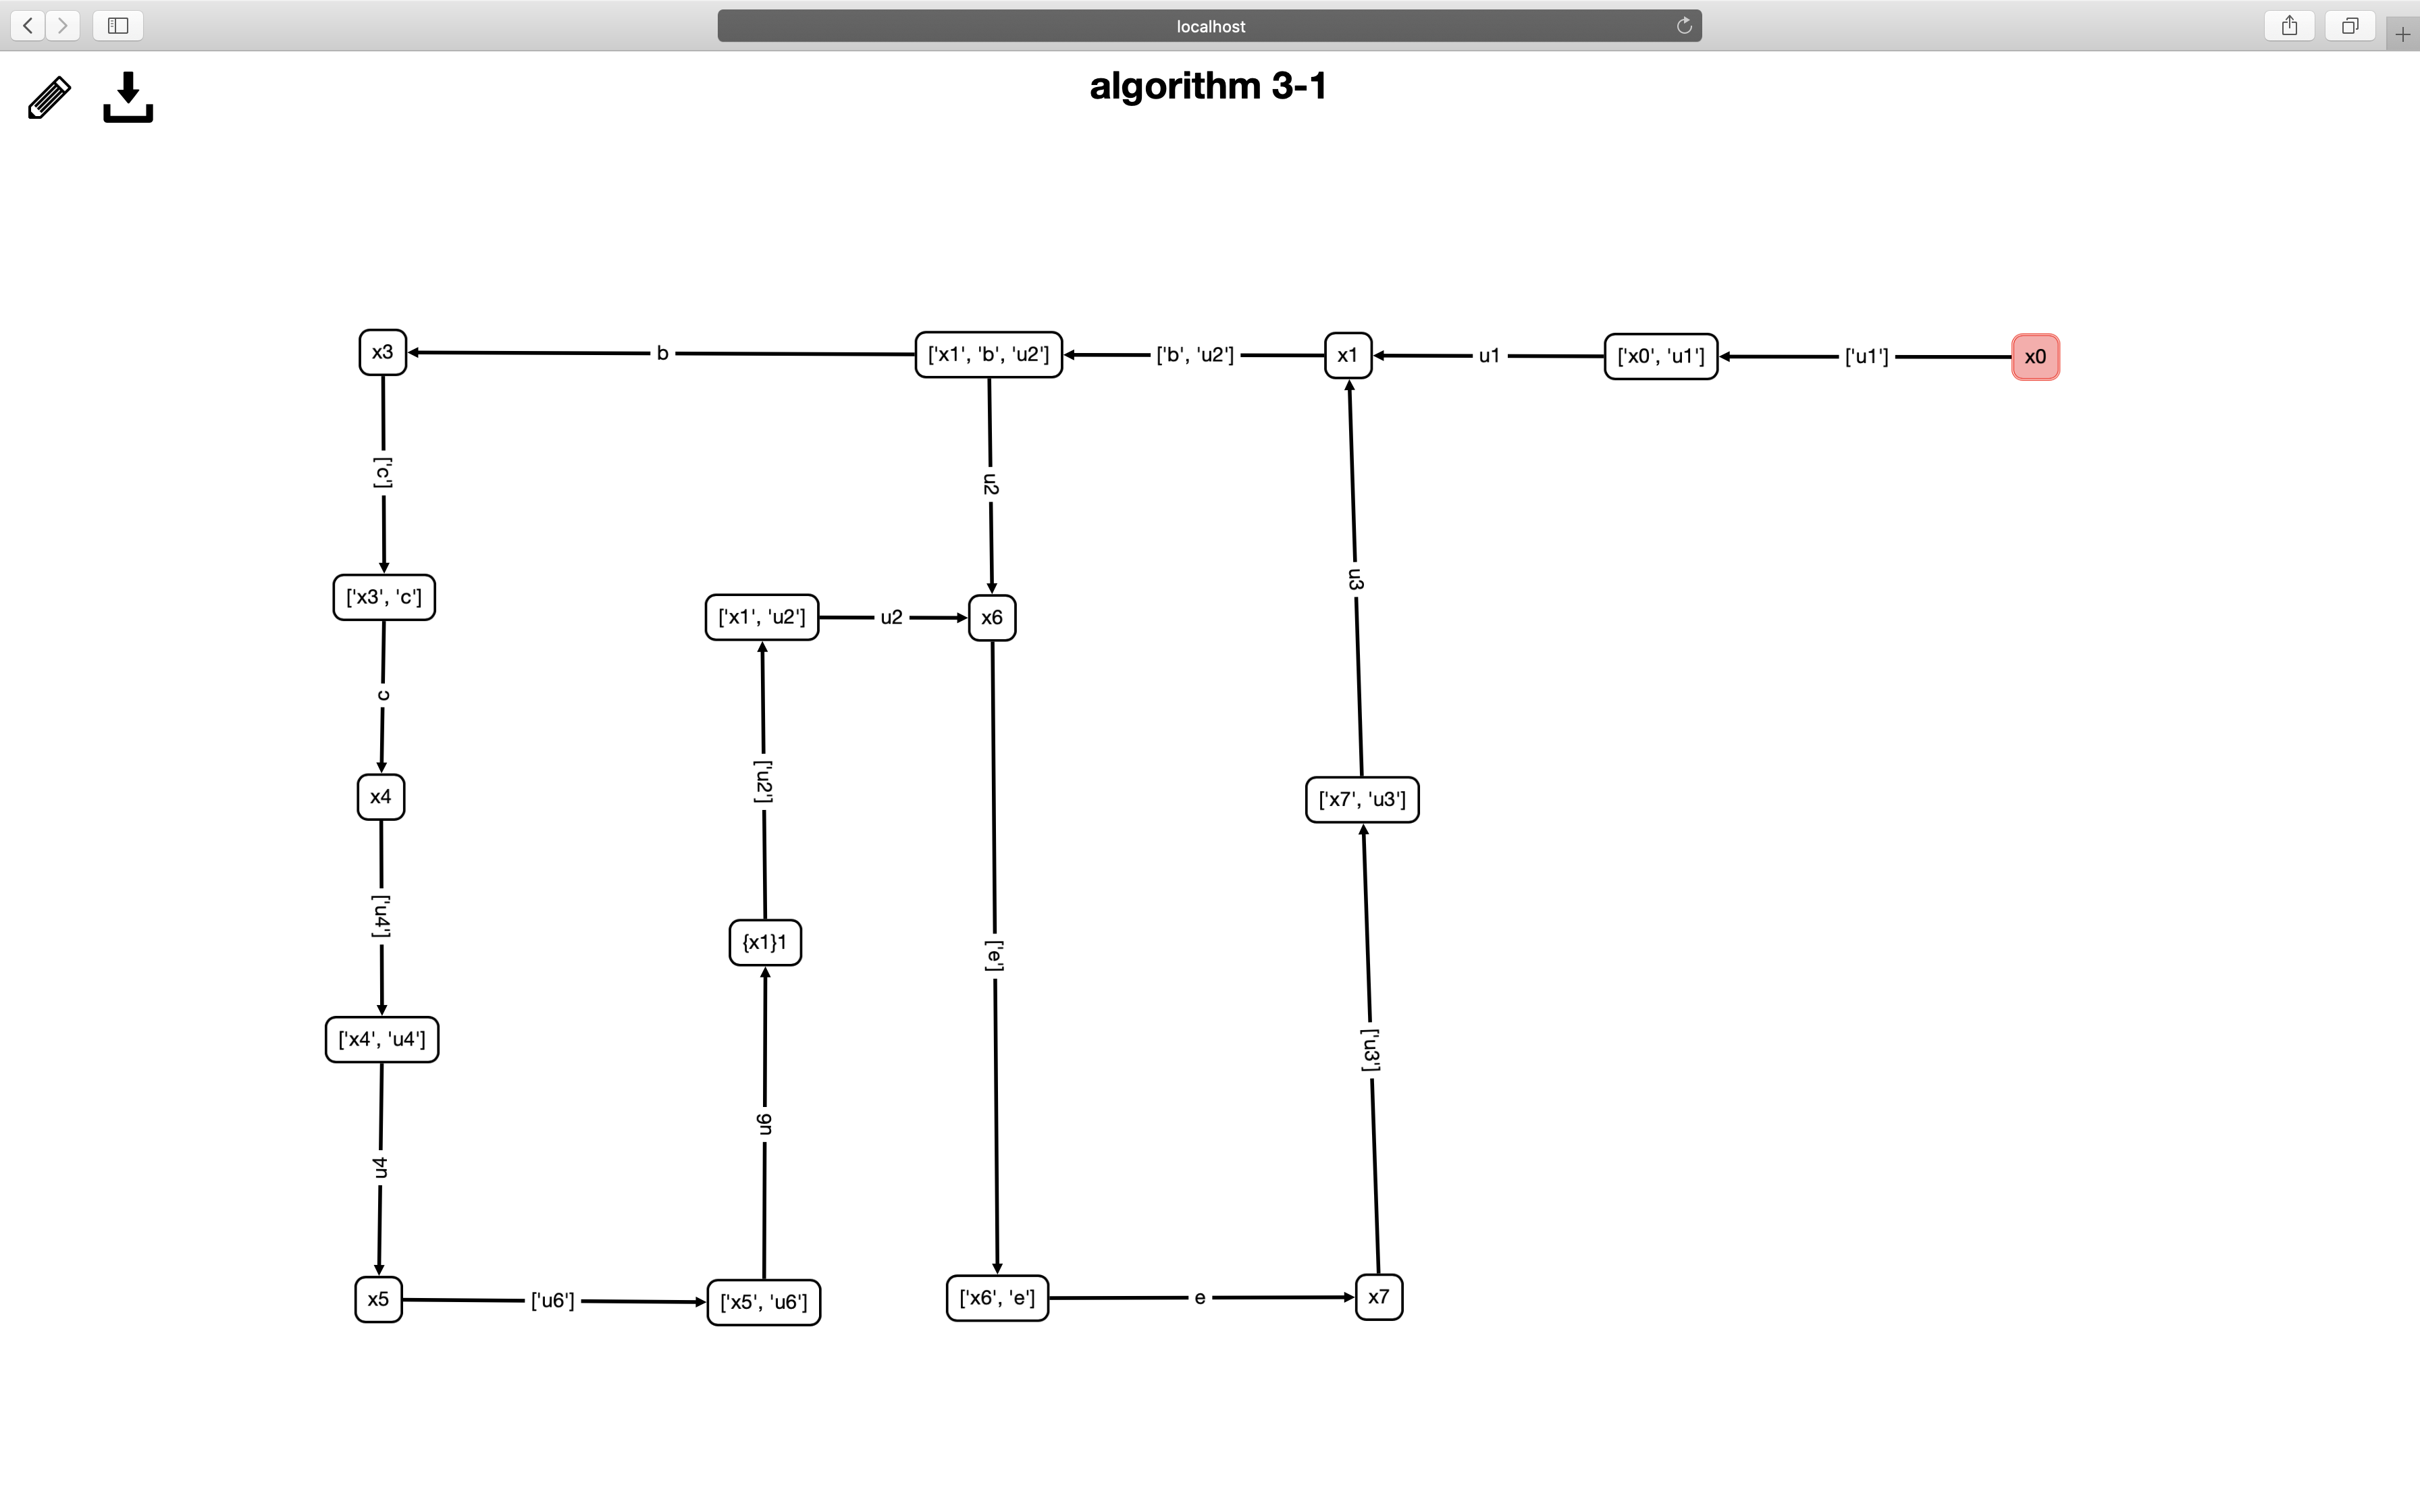 localhost
algorithm 3-1
x3
b
['x1', 'b', 'u2']
['b', 'u2']
x1
u1
['x0', 'u1']
['u1']
x0
['c']
u2
u3
['x3', 'c']
['x1', 'u2']
u2
x6
c
['u2']
x4
['x7', 'u3']
['u4']
{x1}1
['e']
['x4', 'u4']
['u3']
u6
u4
x5
['u6']
['x5', 'u6']
['x6', 'e']
e
x7